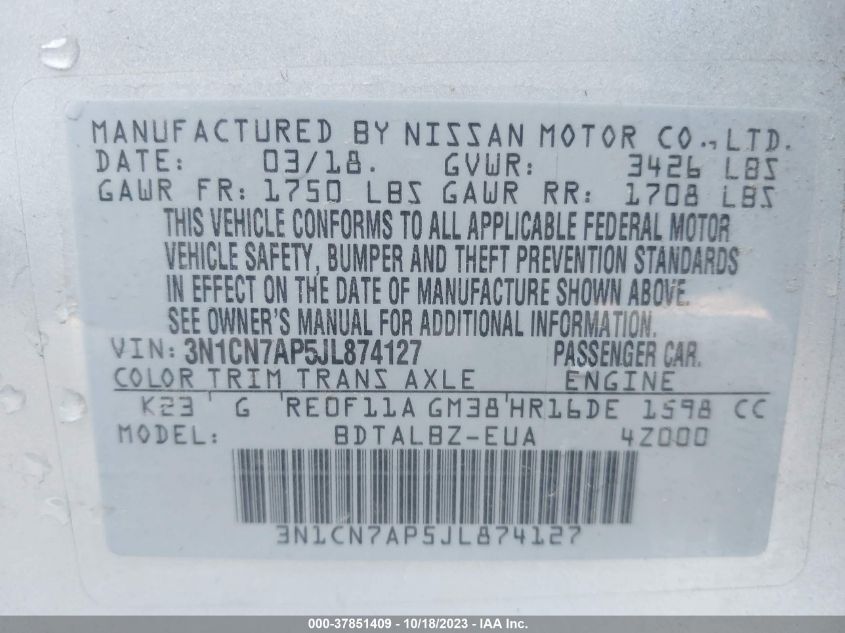 MANUFACTURED BY NISSAN MOTOR CO., LTD.
DATE: 03/18. GVWR: 3426 LBS
GAWR FR: 1750 LBS GAWR RR: 1708 LBS
THIS VEHICLE CONFORMS TO ALL APPLICABLE FEDERAL MOTOR
VEHICLE SAFETY, BUMPER AND THEFT PREVENTION STANDARDS
IN EFFECT ON THE DATE OF MANUFACTURE SHOWN ABOVE.
SEE OWNER'S MANUAL FOR ADDITIONAL INFORMATION.
VIN: 3N1CN7AP5JL874127 PASSENGER CAR.
COLOR TRIM TRANS AXLE ENGINE
K23 ' G ' RE0F11A GM38 ' HR16DE 1598 CC
MODEL: BDTALBZ-EUA 4Z000
3N1CN7AP5JL874127
000-37851409 - 10/18/2023 - www.iaai.com.